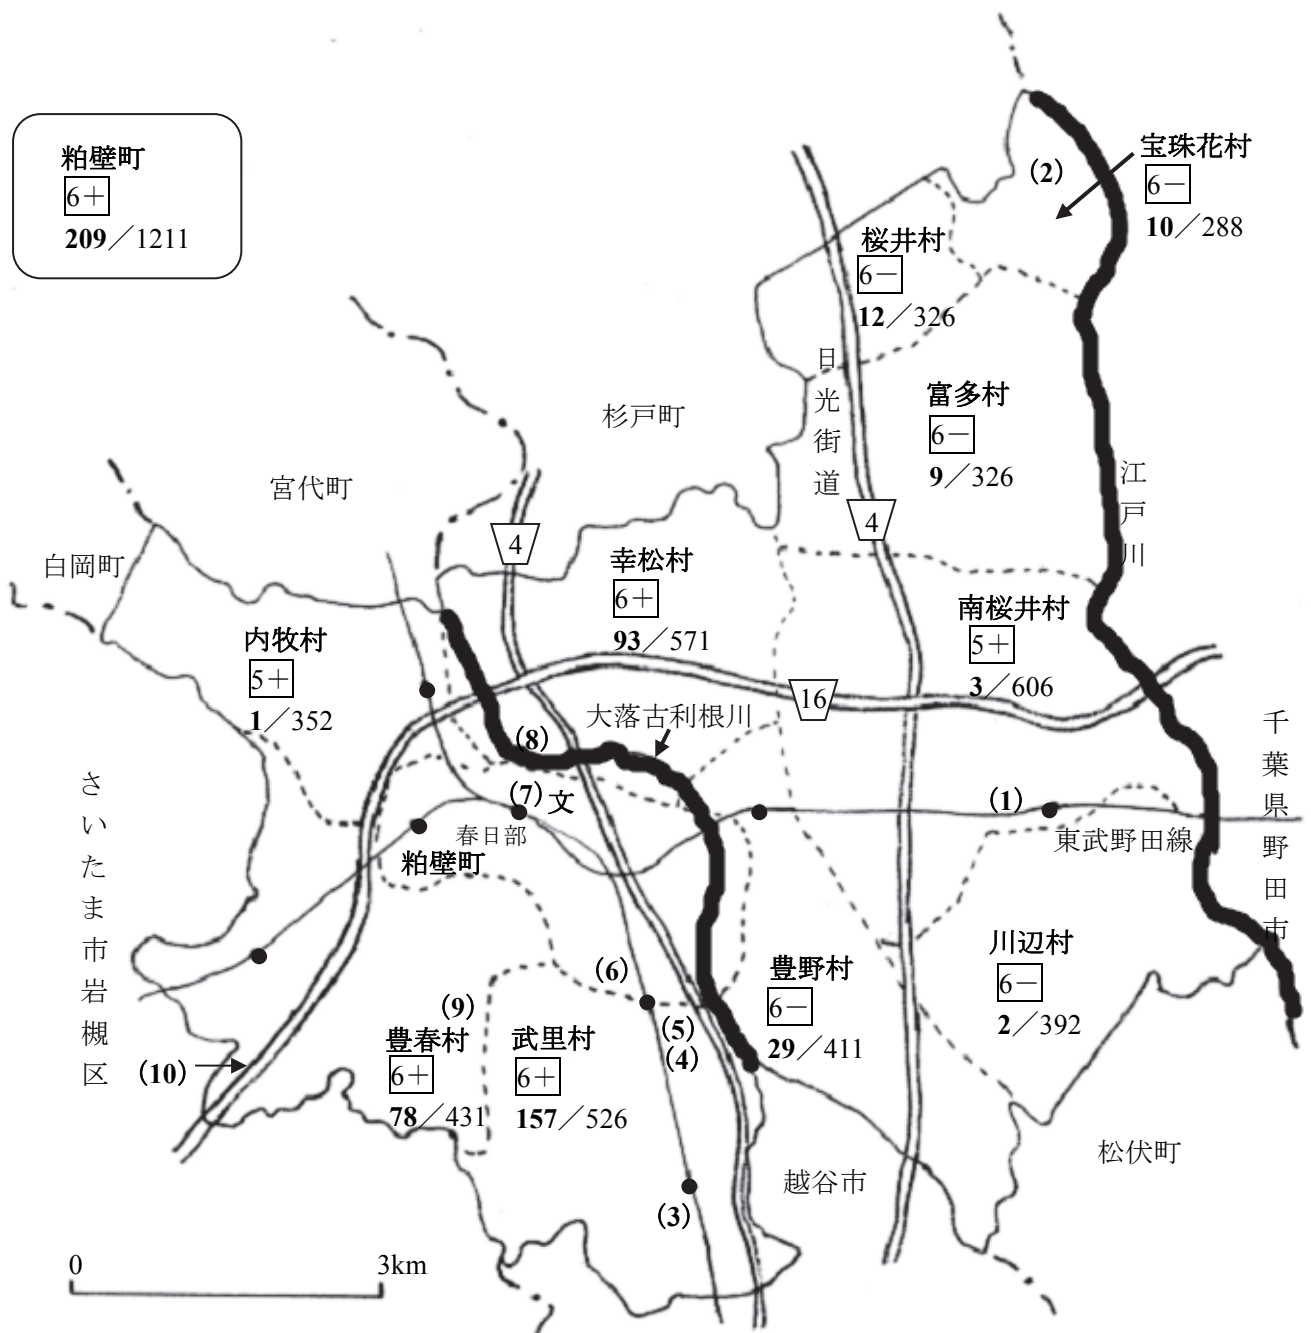 粕壁町
6+
209／1211
宝珠花村
6－
10／288
(2)
桜井村
6－
12／326
日光街道
富多村
6－
9／326
杉戸町
宮代町
白岡町
4
4
江戸川
幸松村
6+
93／571
南桜井村
5+
3／606
内牧村
5+
1／352
16
大落古利根川
(8)
(7)文
春日部
粕壁町
(1)
東武野田線
千葉県野田市
さいたま市岩槻区
川辺村
6－
2／392
豊野村
6－
29／411
(6)
(5)
(4)
(9)
豊春村
6+
78／431
武里村
6+
157／526
(10)
(3)
越谷市
松伏町
0
3km